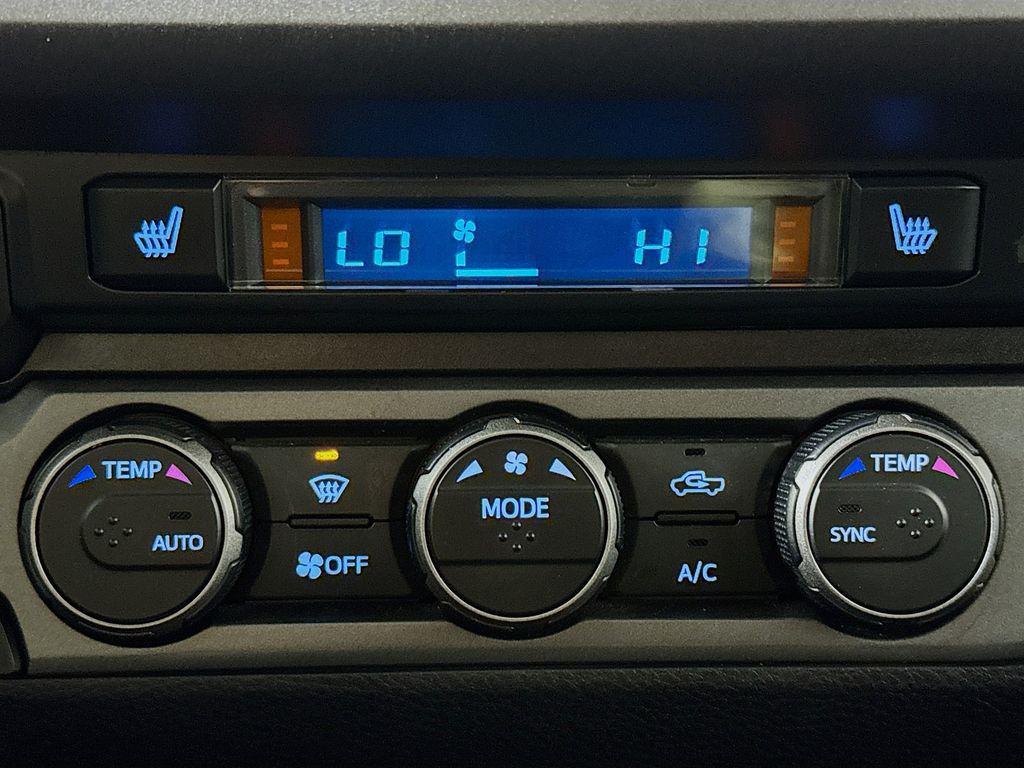 LO HI
TEMP
AUTO
OFF
MODE
A/C
TEMP
SYNC